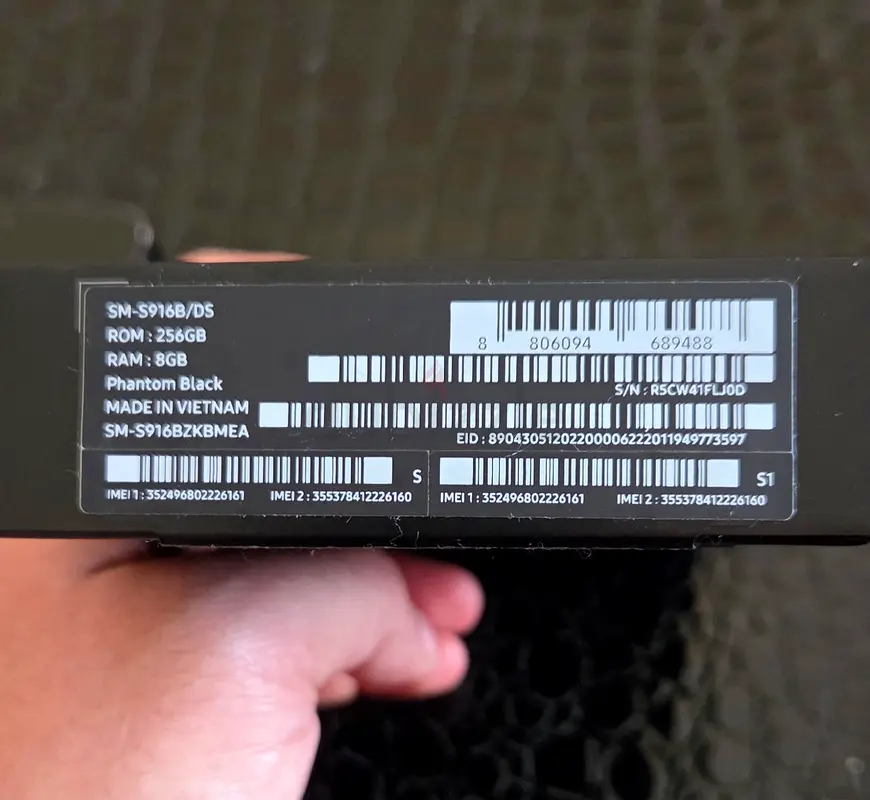 SM-S916B/DS
ROM : 256GB
RAM : 8GB
Phantom Black
MADE IN VIETNAM
SM-S916BZKBMEA
8 806094 689488
S/N : R5CW41FLJ0D
EID : 89043051202200006222011949773597
S
IMEI 1 : 352496802226161 IMEI 2 : 355378412226160
S1
IMEI 1 : 352496802226161 IMEI 2 : 355378412226160